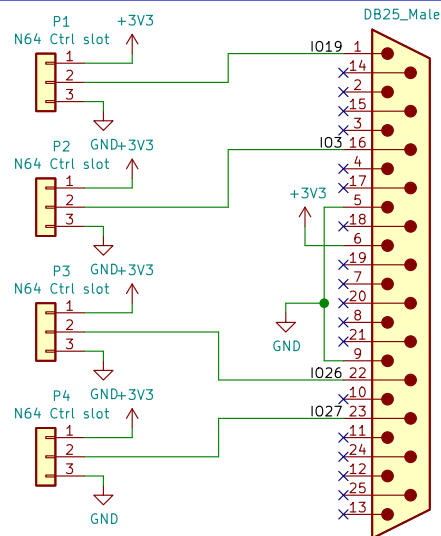 DB25_Male
P1
+3V3
N64 Ctrl slot
1
2
3
GND
P2
+3V3
N64 Ctrl slot
1
2
3
GND
P3
+3V3
N64 Ctrl slot
1
2
3
GND
P4
+3V3
N64 Ctrl slot
1
2
3
GND
+3V3
GND
IO19 1
14
2
15
3
IO3 16
4
17
5
18
6
19
7
20
8
21
9
IO26 22
10
IO27 23
11
24
12
25
13